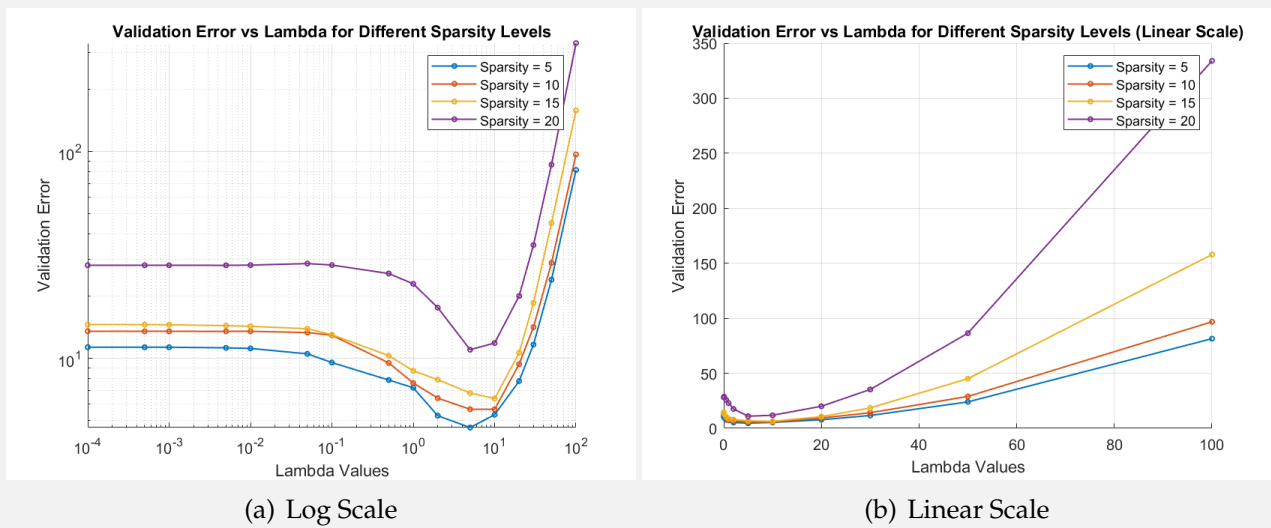 Validation Error vs Lambda for Different Sparsity Levels
Sparsity = 5
Sparsity = 10
Sparsity = 15
Sparsity = 20
10^2
10^1
Validation Error
10^-4 10^-3 10^-2 10^-1 10^0 10^1 10^2
Lambda Values
(a) Log Scale
Validation Error vs Lambda for Different Sparsity Levels (Linear Scale)
350
300
250
200
150
100
50
0
Sparsity = 5
Sparsity = 10
Sparsity = 15
Sparsity = 20
Validation Error
0 20 40 60 80 100
Lambda Values
(b) Linear Scale